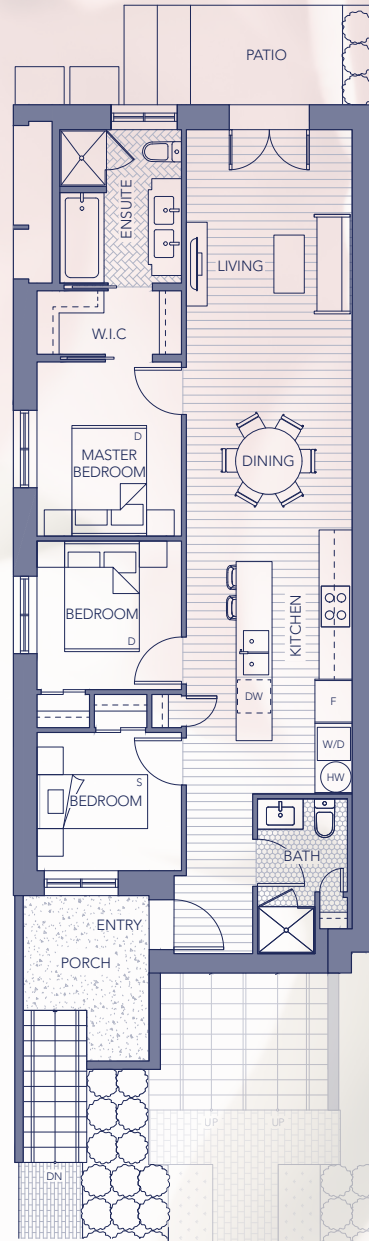 PATIO
ENSUITE
LIVING
W.I.C
D
MASTER
BEDROOM
DINING
BEDROOM
D
KITCHEN
DW
F
W/D
HW
S
BEDROOM
BATH
ENTRY
PORCH
UP
UP
DN